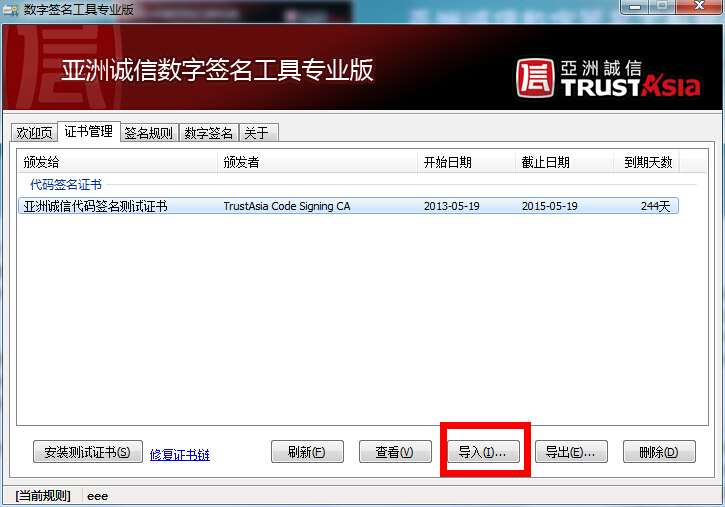 数字签名工具专业版
亚洲诚信数字签名工具专业版
信 亞洲誠信
TRUSTAsia
欢迎页 证书管理 签名规则 数字签名 关于
颁发给 颁发者 开始日期 截止日期 到期天数
代码签名证书
亚洲诚信代码签名测试证书 TrustAsia Code Signing CA 2013-05-19 2015-05-19 244天
安装测试证书(S) 修复证书链 刷新(F) 查看(V) 导入(I)... 导出(E)... 删除(D)
[当前规则] eee